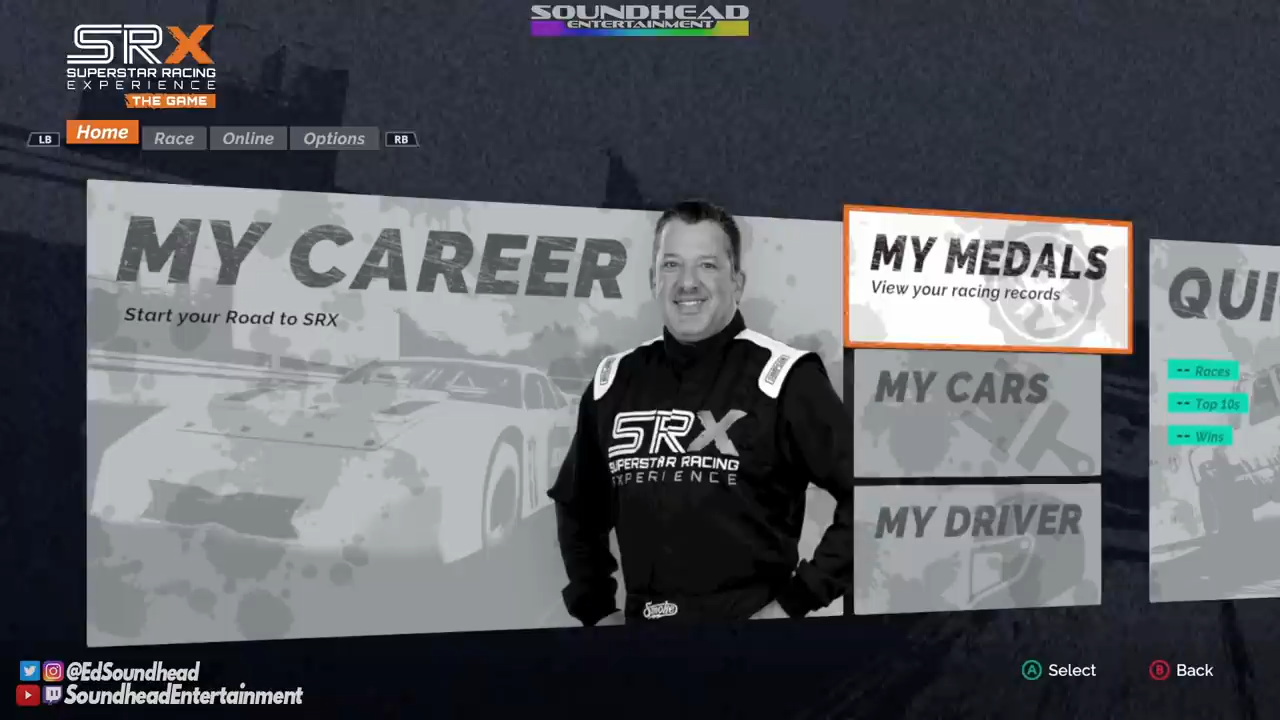 SOUNDHEAD
ENTERTAINMENT
SRX
SUPERSTAR RACING
EXPERIENCE
THE GAME
LB Home Race Online Options RB
MY CAREER
Start your Road to SRX
MY MEDALS
View your racing records
MY CARS
MY DRIVER
QUI
-- Races
-- Top 10s
-- Wins
SRX
SUPERSTAR RACING
EXPERIENCE
Smoke
@EdSoundhead
SoundheadEntertainment
A Select
B Back